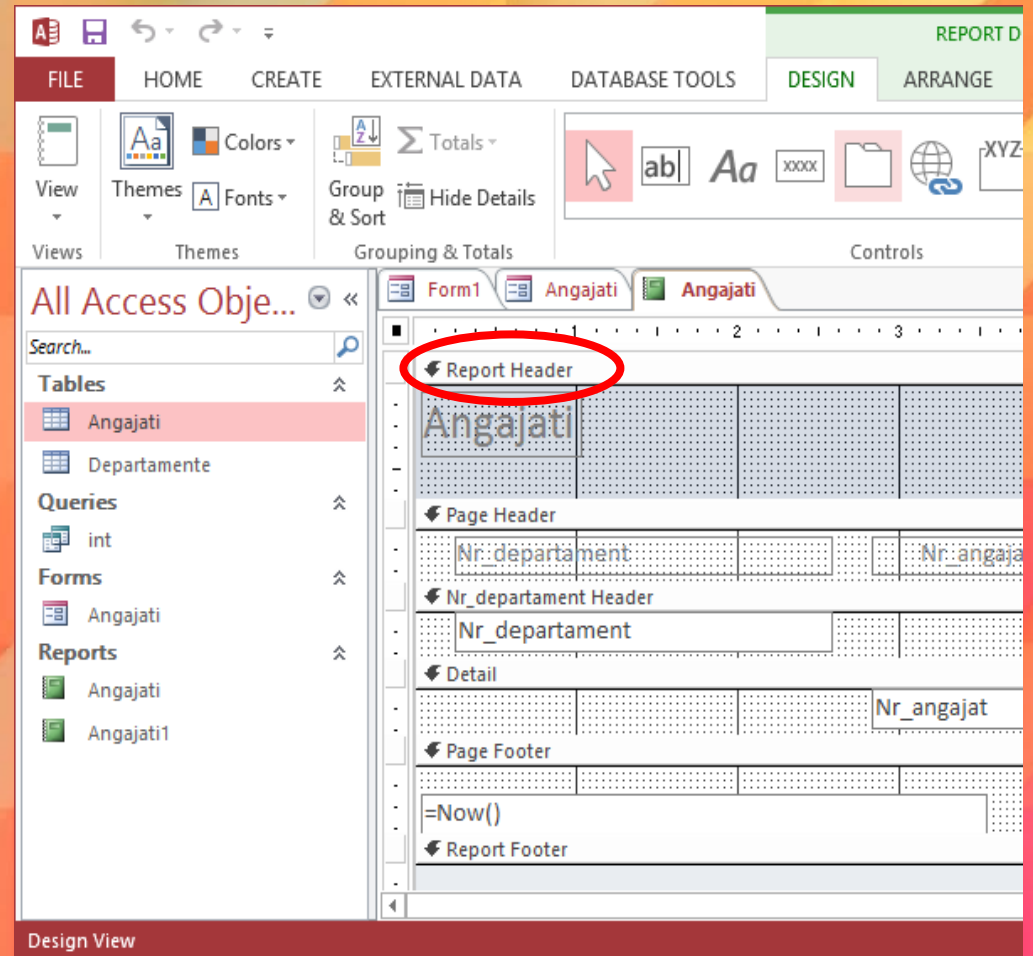 REPORT D
FILE HOME CREATE EXTERNAL DATA DATABASE TOOLS DESIGN ARRANGE
View
Themes
Aa
Colors
A Fonts
Group & Sort
A Z
Σ Totals
Hide Details
ab|
Aa
XXXX
XYZ
Views Themes Grouping & Totals Controls
All Access Obje... «
Search...
Tables
Angajati
Departamente
Queries
int
Forms
Angajati
Reports
Angajati
Angajati1
Form1 Angajati Angajati
1 2 3
Report Header
Angajati
Page Header
Nr_departament Nr_angaja
Nr_departament Header
Nr_departament
Detail
Nr_angajat
Page Footer
=Now()
Report Footer
Design View